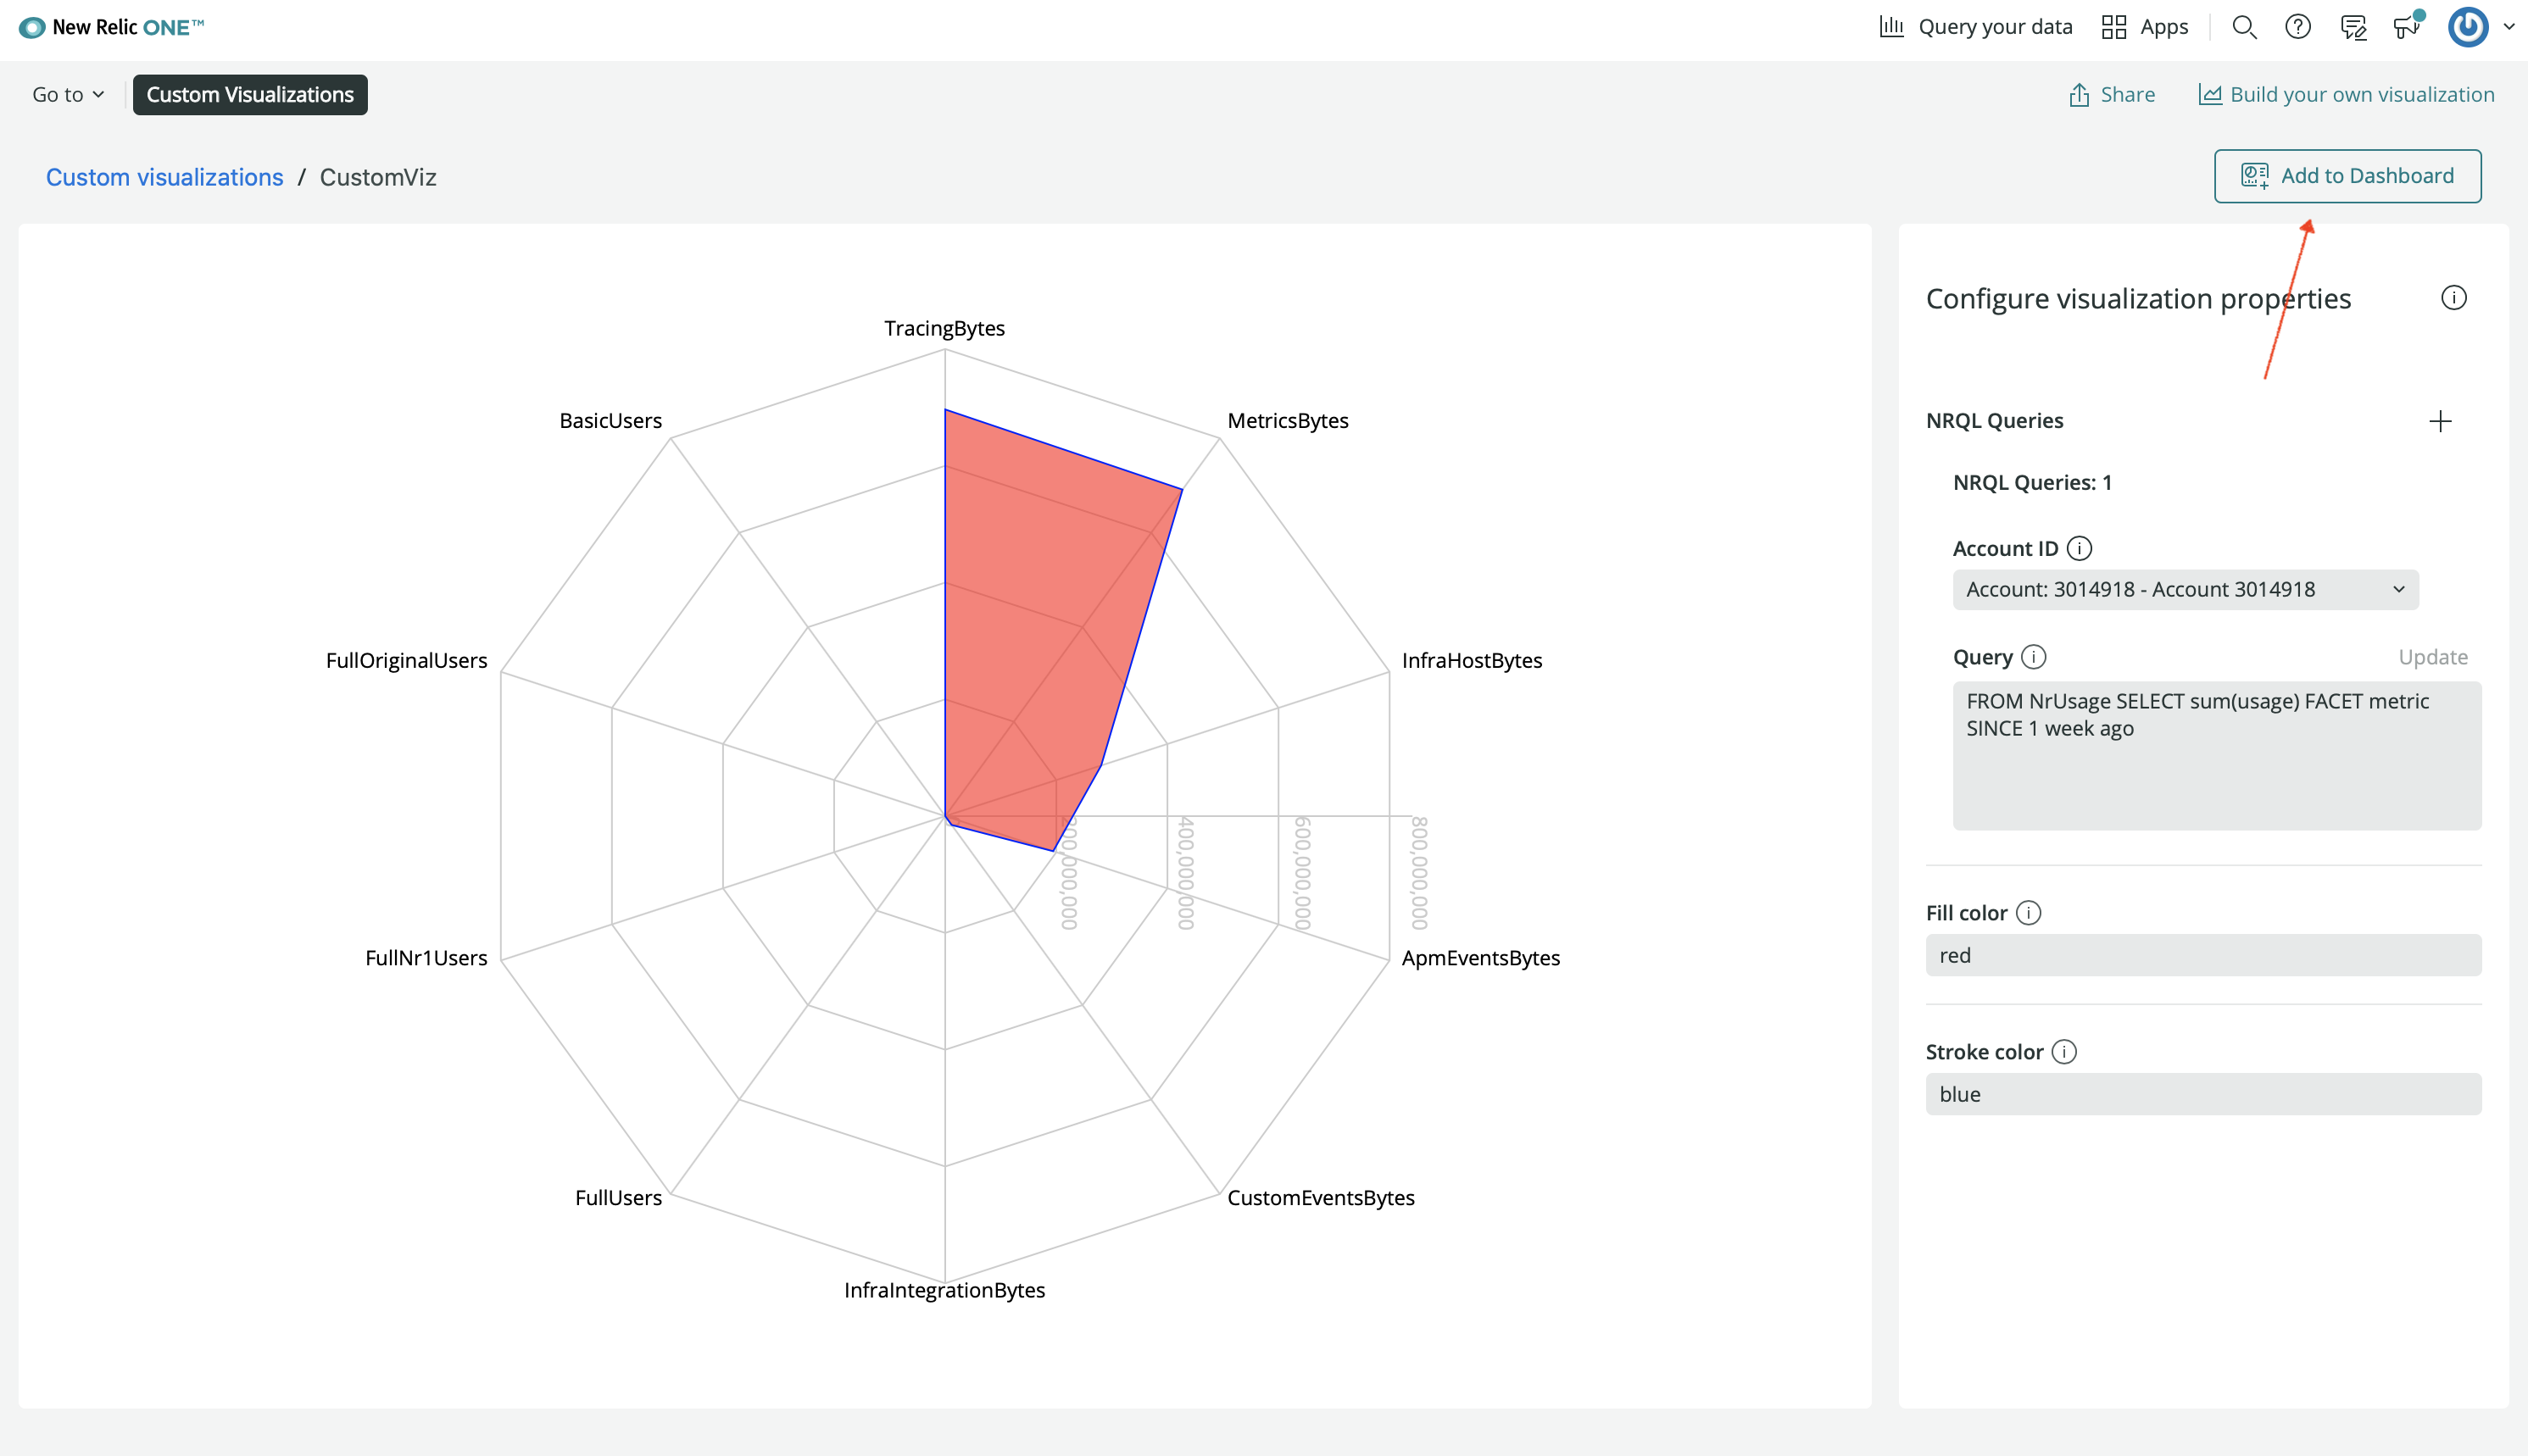 New Relic ONE™
Query your data
Apps
Go to
Custom Visualizations
Share
Build your own visualization
Custom visualizations / CustomViz
Add to Dashboard
TracingBytes
MetricsBytes
InfraHostBytes
ApmEventsBytes
CustomEventsBytes
InfraIntegrationBytes
FullUsers
FullNr1Users
FullOriginalUsers
BasicUsers
200,000,000
400,000,000
600,000,000
800,000,000
Configure visualization properties
NRQL Queries
NRQL Queries: 1
Account ID
Account: 3014918 - Account 3014918
Query
Update
FROM NrUsage SELECT sum(usage) FACET metric
SINCE 1 week ago
Fill color
red
Stroke color
blue